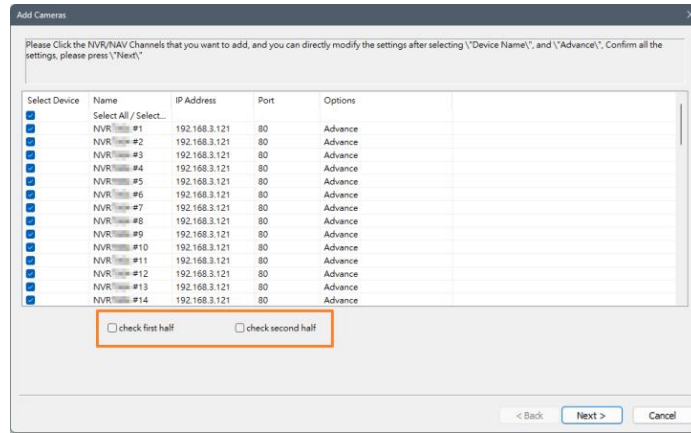 Add Cameras
Please Click the NVR/NAV Channels that you want to add, and you can directly modify the settings after selecting \"Device Name\", and \"Advance\", Confirm all the
settings, please press \"Next\"
Select Device Name IP Address Port Options
Select All / Select...
NVR #1 192.168.3.121 80 Advance
NVR #2 192.168.3.121 80 Advance
NVR #3 192.168.3.121 80 Advance
NVR #4 192.168.3.121 80 Advance
NVR #5 192.168.3.121 80 Advance
NVR #6 192.168.3.121 80 Advance
NVR #7 192.168.3.121 80 Advance
NVR #8 192.168.3.121 80 Advance
NVR #9 192.168.3.121 80 Advance
NVR #10 192.168.3.121 80 Advance
NVR #11 192.168.3.121 80 Advance
NVR #12 192.168.3.121 80 Advance
NVR #13 192.168.3.121 80 Advance
NVR #14 192.168.3.121 80 Advance
check first half check second half
< Back Next > Cancel